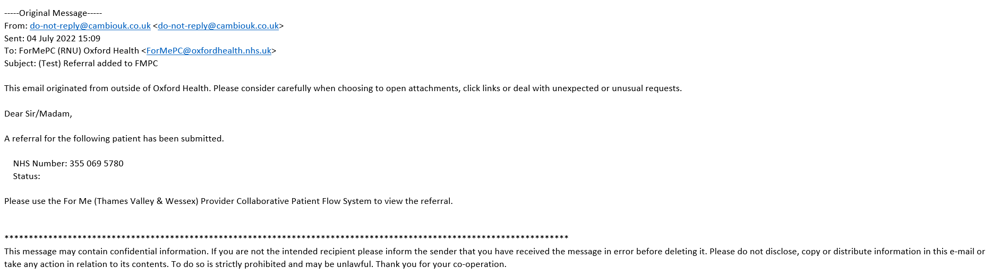 -----Original Message-----
From: do-not-reply@cambiouk.co.uk <do-not-reply@cambiouk.co.uk>
Sent: 04 July 2022 15:09
To: ForMePC (RNU) Oxford Health <ForMePC@oxfordhealth.nhs.uk>
Subject: (Test) Referral added to FMPC
This email originated from outside of Oxford Health. Please consider carefully when choosing to open attachments, click links or deal with unexpected or unusual requests.
Dear Sir/Madam,
A referral for the following patient has been submitted.
NHS Number: 355 069 5780
Status:
Please use the For Me (Thames Valley & Wessex) Provider Collaborative Patient Flow System to view the referral.
********************************************************************************************************************
This message may contain confidential information. If you are not the intended recipient please inform the sender that you have received the message in error before deleting it. Please do not disclose, copy or distribute information in this e-mail or
take any action in relation to its contents. To do so is strictly prohibited and may be unlawful. Thank you for your co-operation.